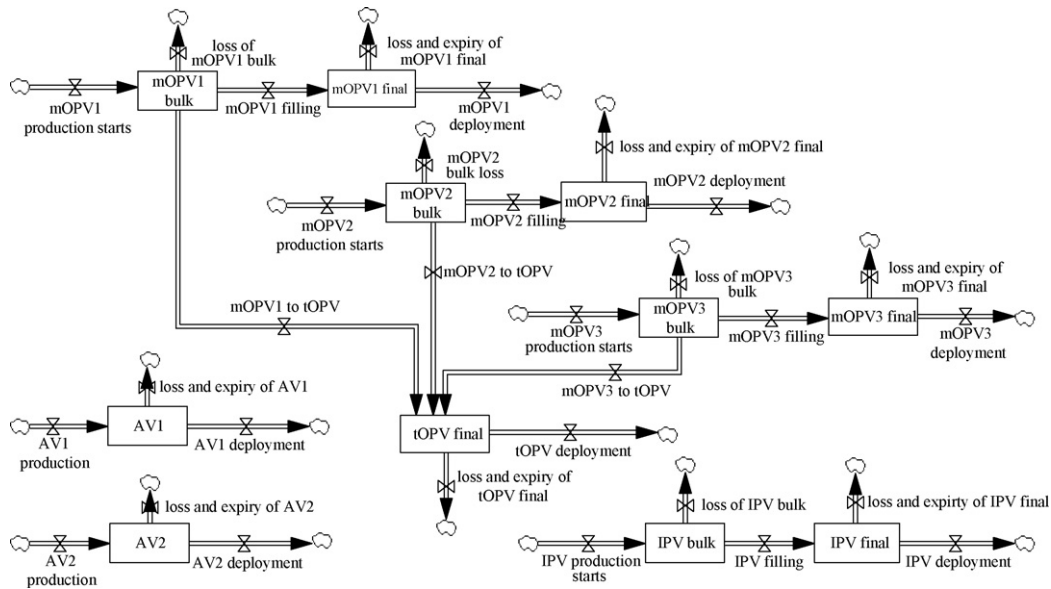 loss of
mOPV1 bulk
loss and expiry of
mOPV1 final
mOPV1
bulk
mOPV1 final
mOPV1
production starts
mOPV1 filling
mOPV1
deployment
mOPV2
bulk loss
loss and expiry of mOPV2 final
mOPV2
bulk
mOPV2 final
mOPV2 deployment
mOPV2
production starts
mOPV2 filling
mOPV2 to tOPV
loss of mOPV3
bulk
loss and expiry of
mOPV3 final
mOPV1 to tOPV
mOPV3
bulk
mOPV3 final
mOPV3
production starts
mOPV3 filling
mOPV3
deployment
mOPV3 to tOPV
loss and expiry of AV1
AV1
AV1
production
AV1 deployment
tOPV final
tOPV deployment
loss and expiry of
tOPV final
loss and expiry of AV2
AV2
AV2
production
AV2 deployment
loss of IPV bulk
loss and expirty of IPV final
IPV bulk
IPV final
IPV production
starts
IPV filling
IPV deployment